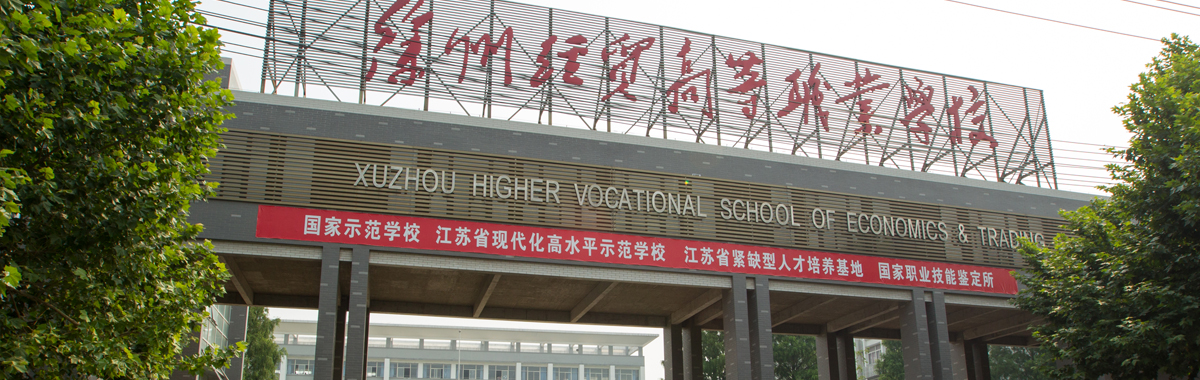 徐州经贸高等职业学校
XUZHOU HIGHER VOCATIONAL SCHOOL OF ECONOMICS & TRADING
国家示范学校 江苏省现代化高水平示范学校 江苏省紧缺型人才培养基地 国家职业技能鉴定所